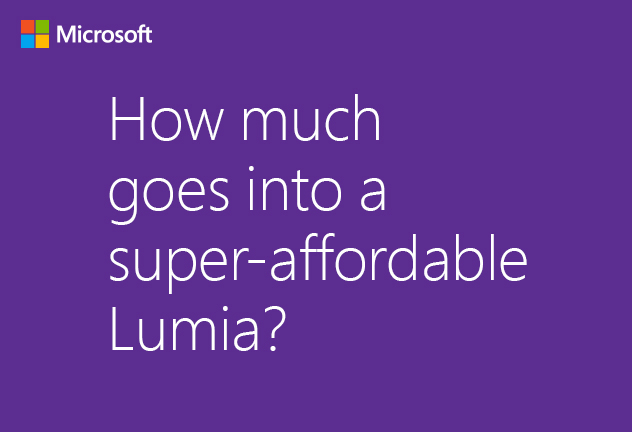 Microsoft
How much
goes into a
super-affordable
Lumia?